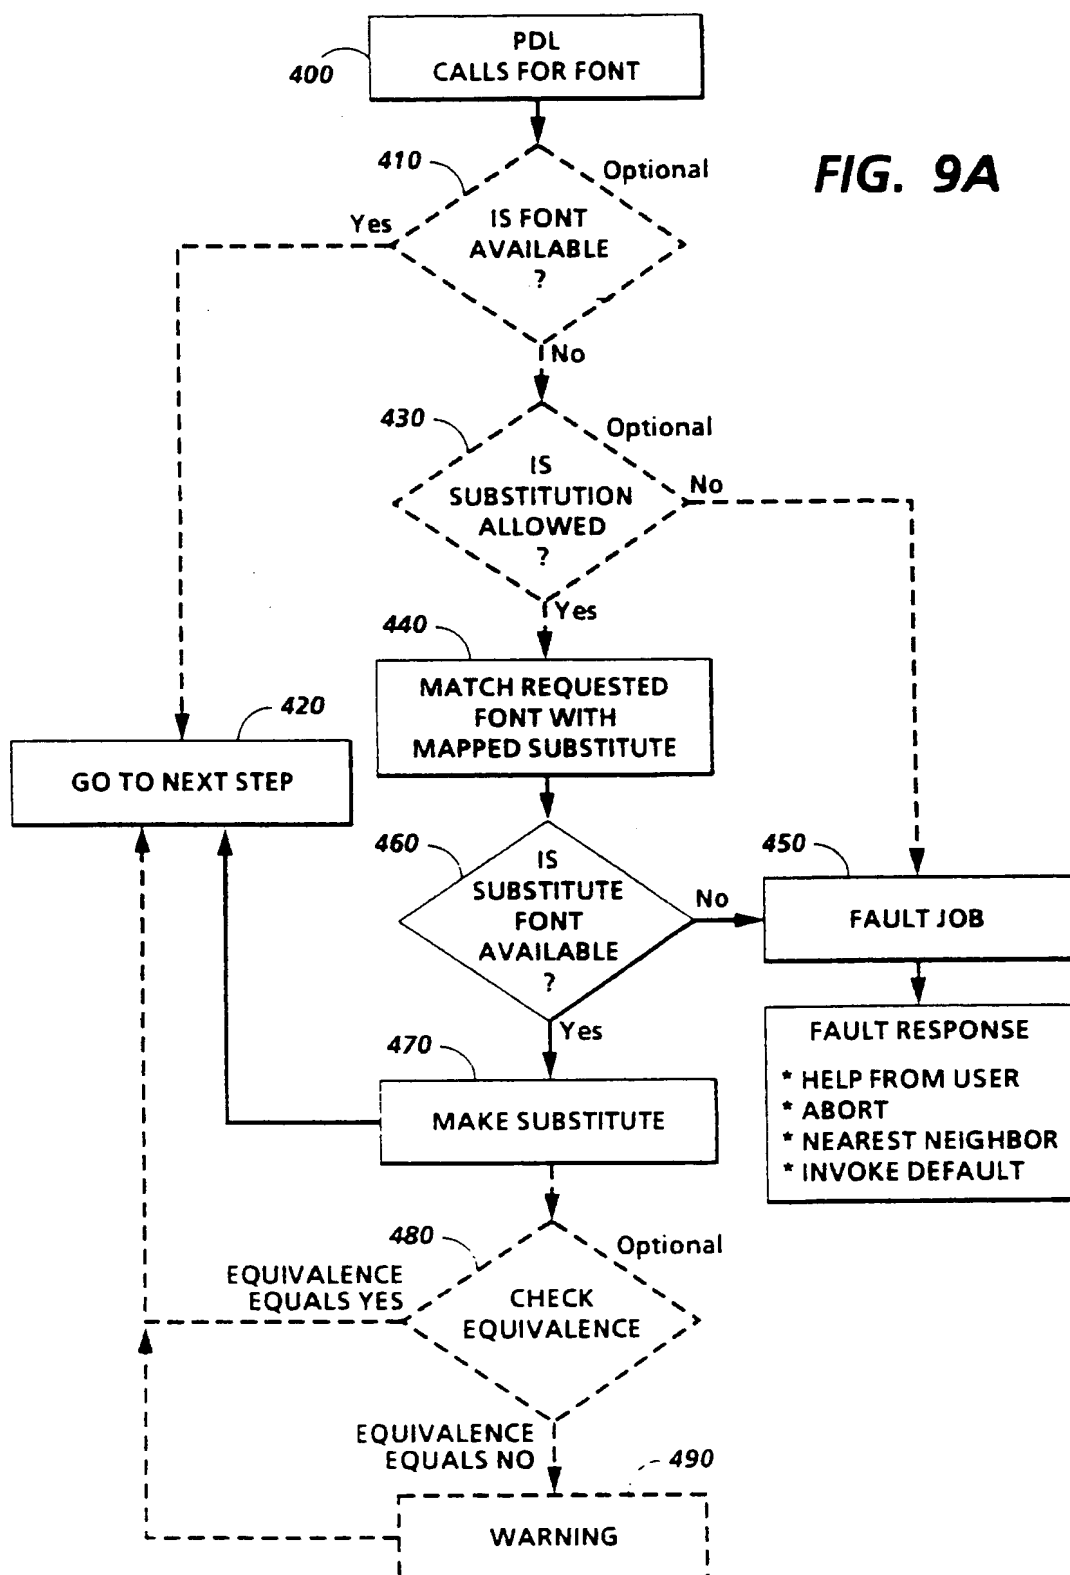 PDL
CALLS FOR FONT
400
FIG. 9A
410
Optional
Yes
IS FONT
AVAILABLE
?
No
430
Optional
IS
SUBSTITUTION
ALLOWED
?
No
Yes
440
MATCH REQUESTED
FONT WITH
MAPPED SUBSTITUTE
420
GO TO NEXT STEP
460
IS
SUBSTITUTE
FONT
AVAILABLE
?
No
450
FAULT JOB
Yes
FAULT RESPONSE
* HELP FROM USER
* ABORT
* NEAREST NEIGHBOR
* INVOKE DEFAULT
470
MAKE SUBSTITUTE
480
Optional
EQUIVALENCE
EQUALS YES
CHECK
EQUIVALENCE
EQUIVALENCE
EQUALS NO
490
WARNING